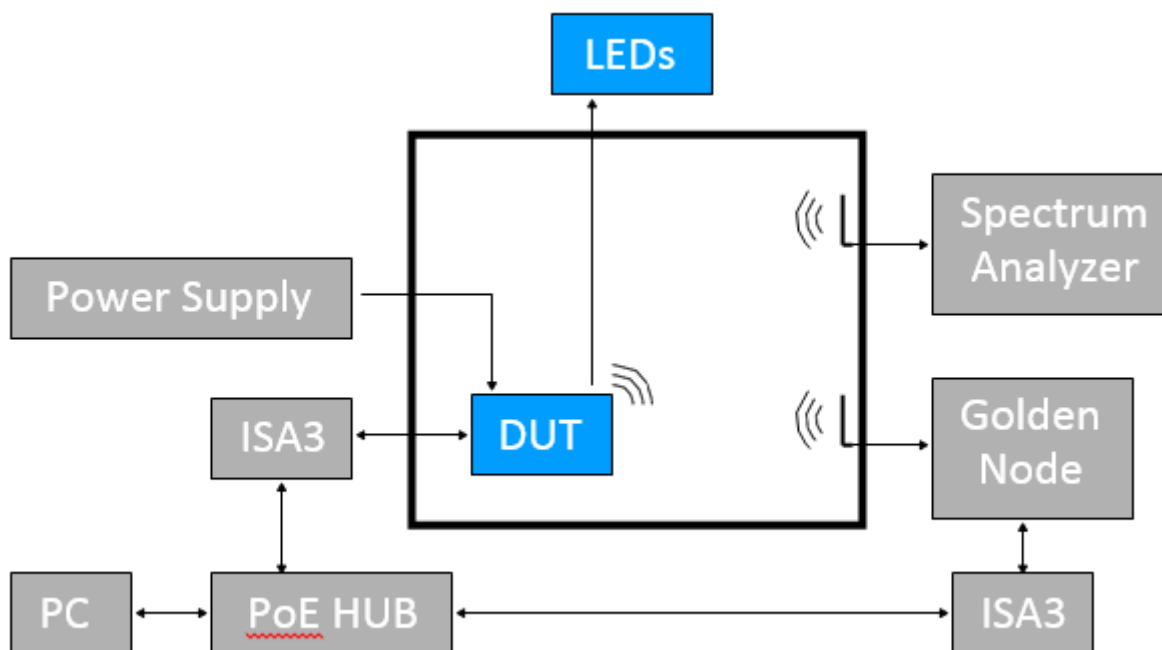 LEDs
Spectrum
Analyzer
Power Supply
Golden
Node
ISA3
DUT
PC
PoE HUB
ISA3